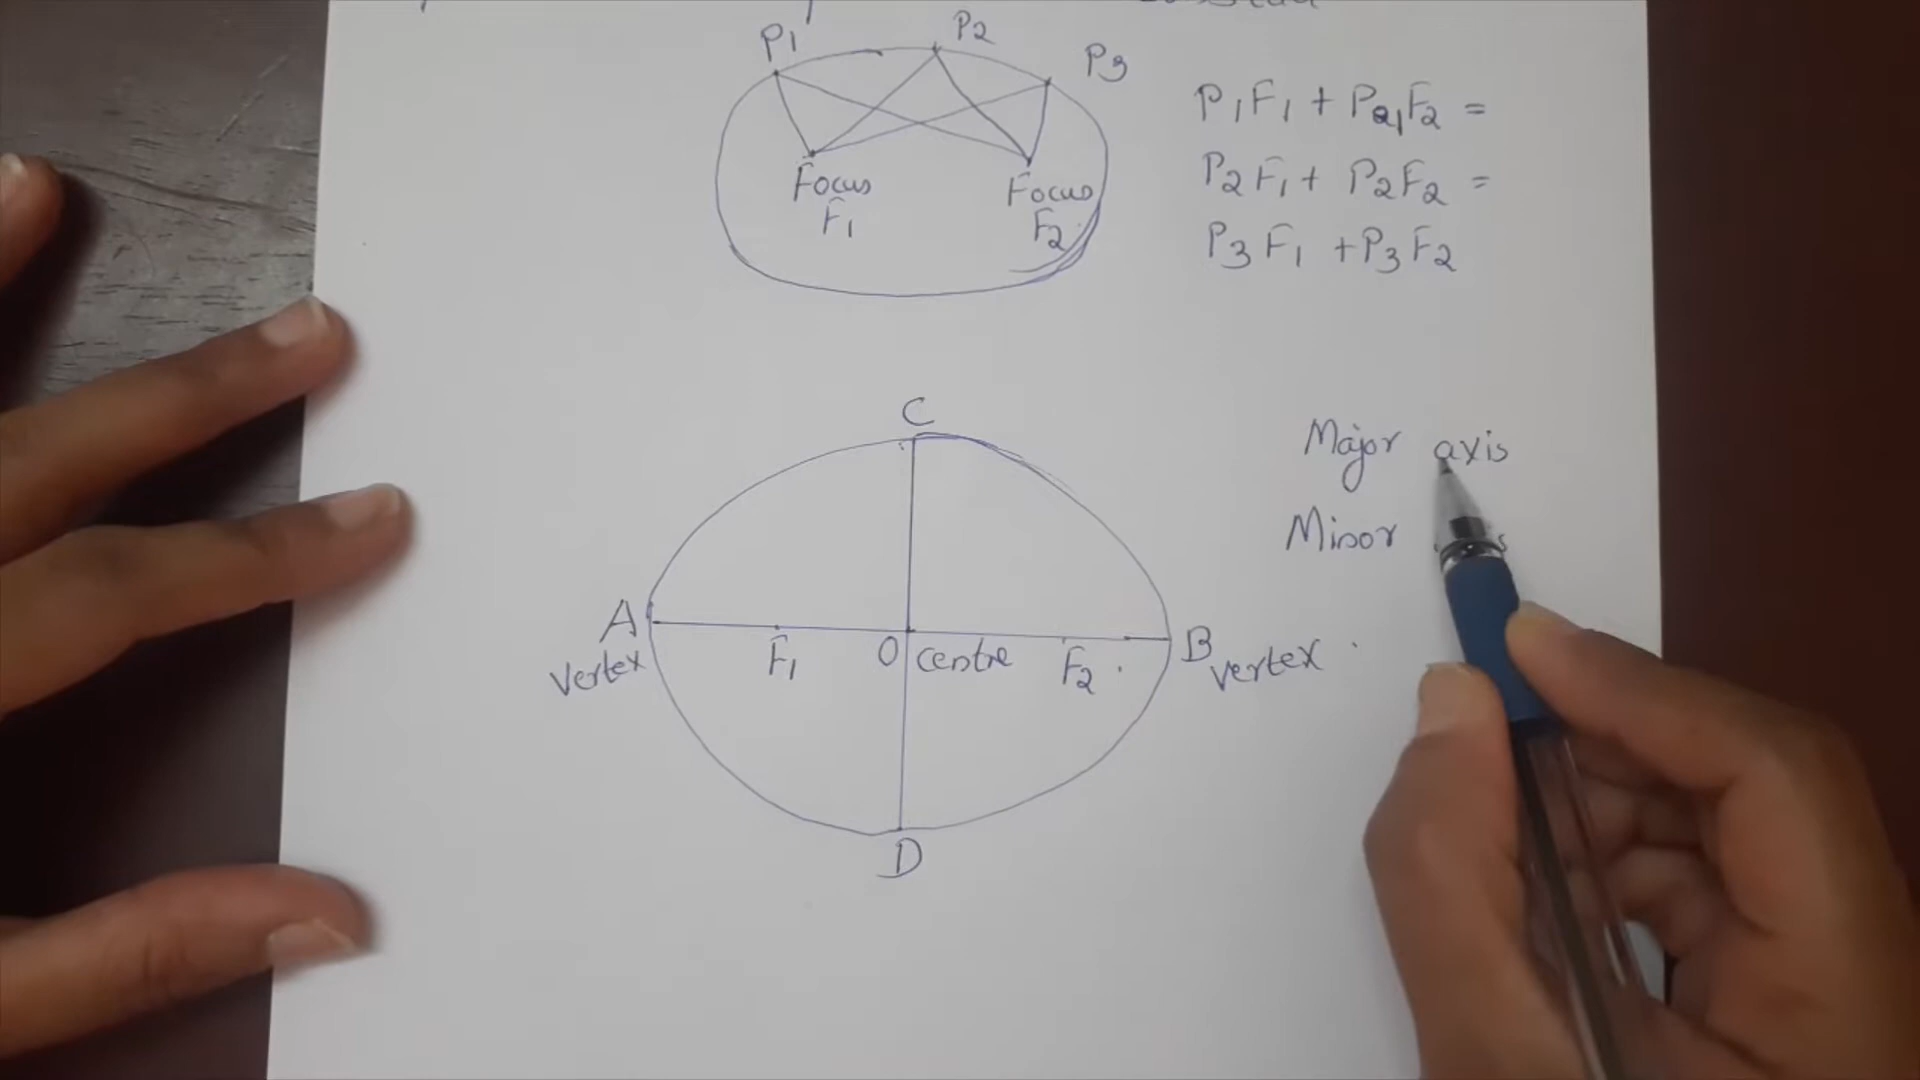 P1
P2
P3
P1F1 + P21F2 =
P2F1 + P2F2 =
P3F1 + P3F2
Focus
F1
Focus
F2
C
Major axis
Minor
A
vertex
F1
O
centre
F2
B
vertex
D